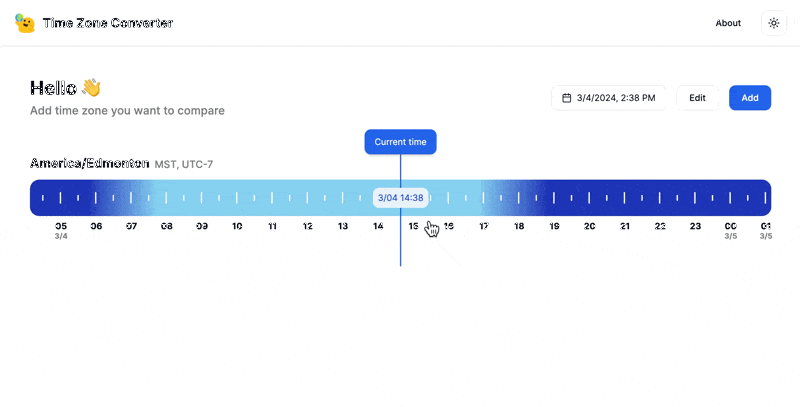 Time Zone Converter
About
Hello 👋
Add time zone you want to compare
3/4/2024, 2:38 PM
Edit
Add
Current time
America/Edmonton MST, UTC-7
3/04 14:38
05 06 07 08 09 10 11 12 13 14 15 16 17 18 19 20 21 22 23 00 01
3/4 3/5 3/5